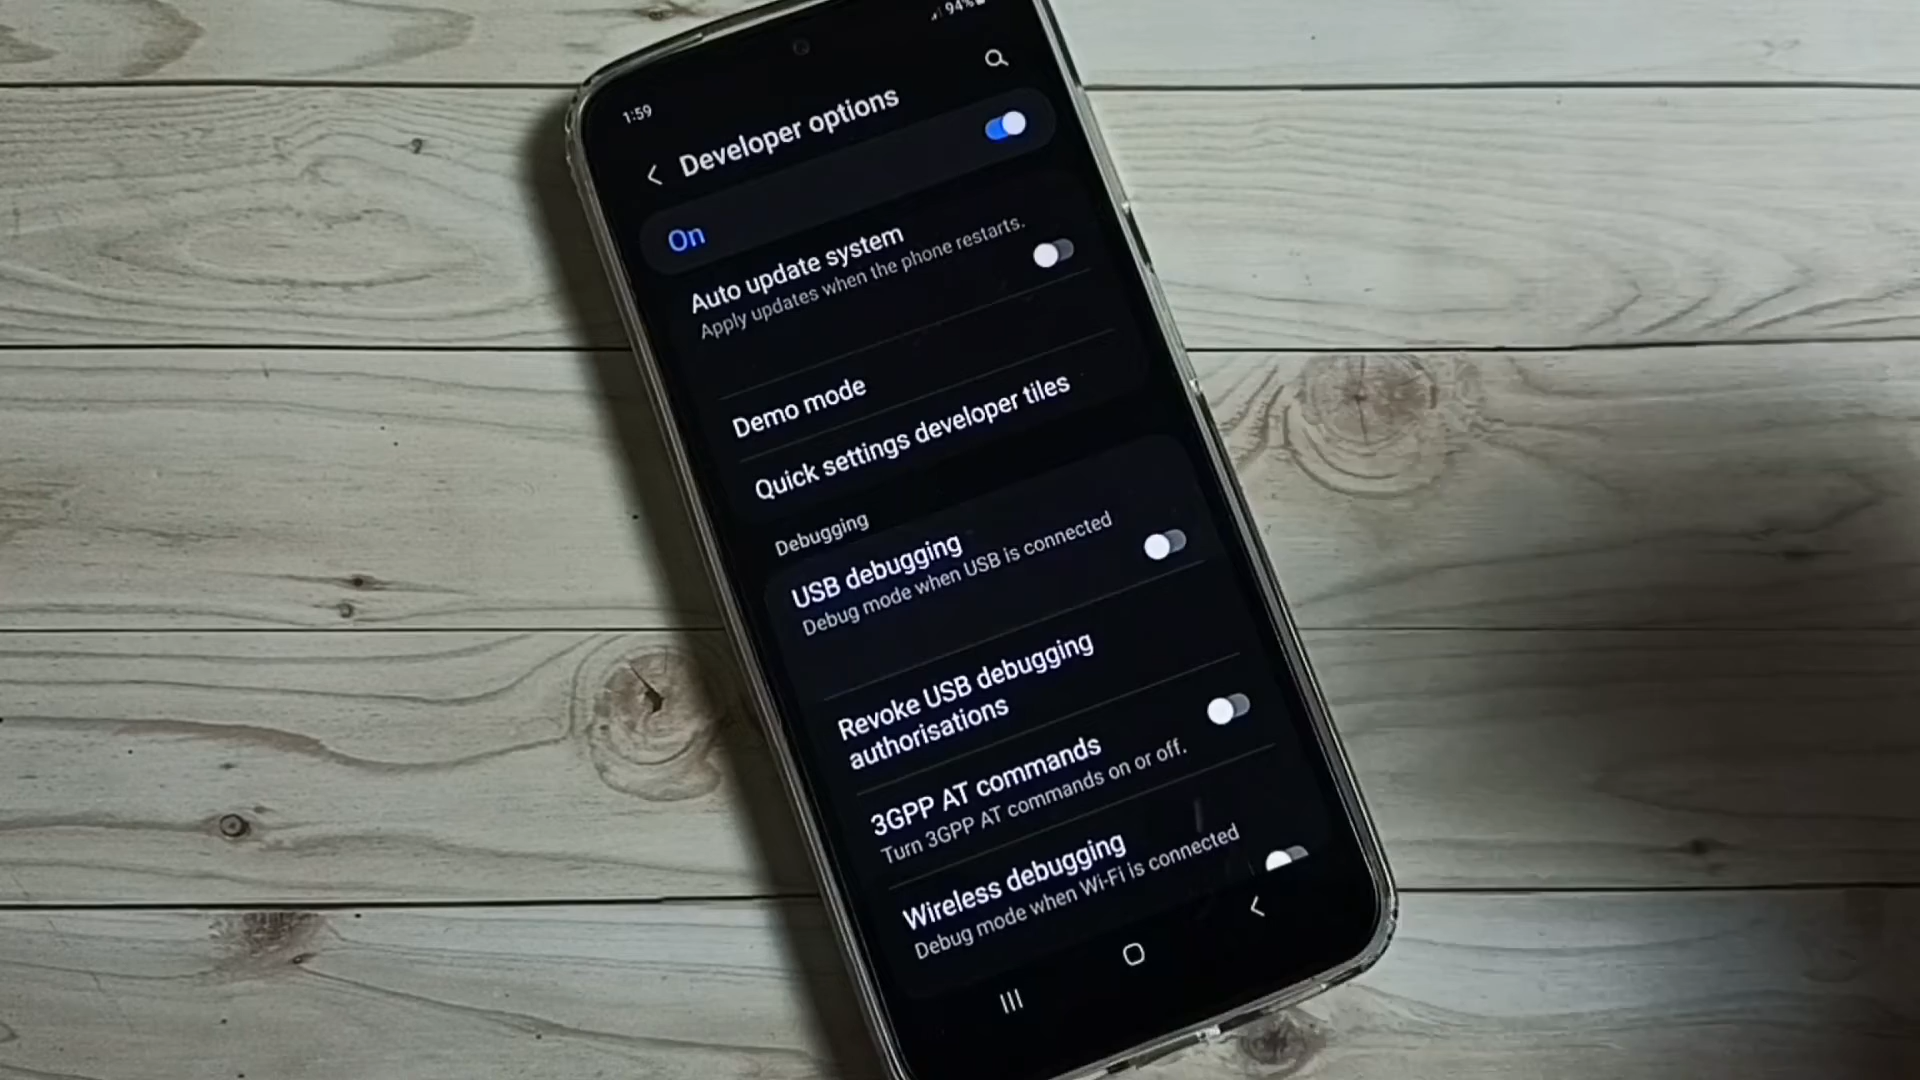 94%
1:59
Developer options
On
Auto update system
Apply updates when the phone restarts.
Demo mode
Quick settings developer tiles
Debugging
USB debugging
Debug mode when USB is connected
Revoke USB debugging
authorisations
3GPP AT commands
Turn 3GPP AT commands on or off.
Wireless debugging
Debug mode when Wi-Fi is connected